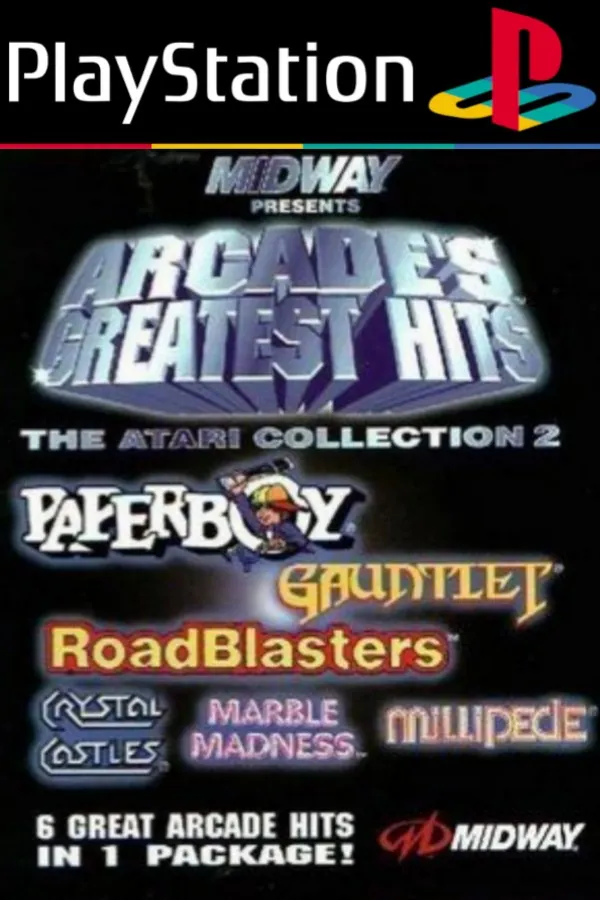 PlayStation
MIDWAY
PRESENTS
ARCADE'S
GREATEST HITS
THE ATARI COLLECTION 2
PAPERBOY
GAUNTLET
RoadBlasters
CRYSTAL
CASTLES
MARBLE
MADNESS
millipede
6 GREAT ARCADE HITS
IN 1 PACKAGE!
MIDWAY